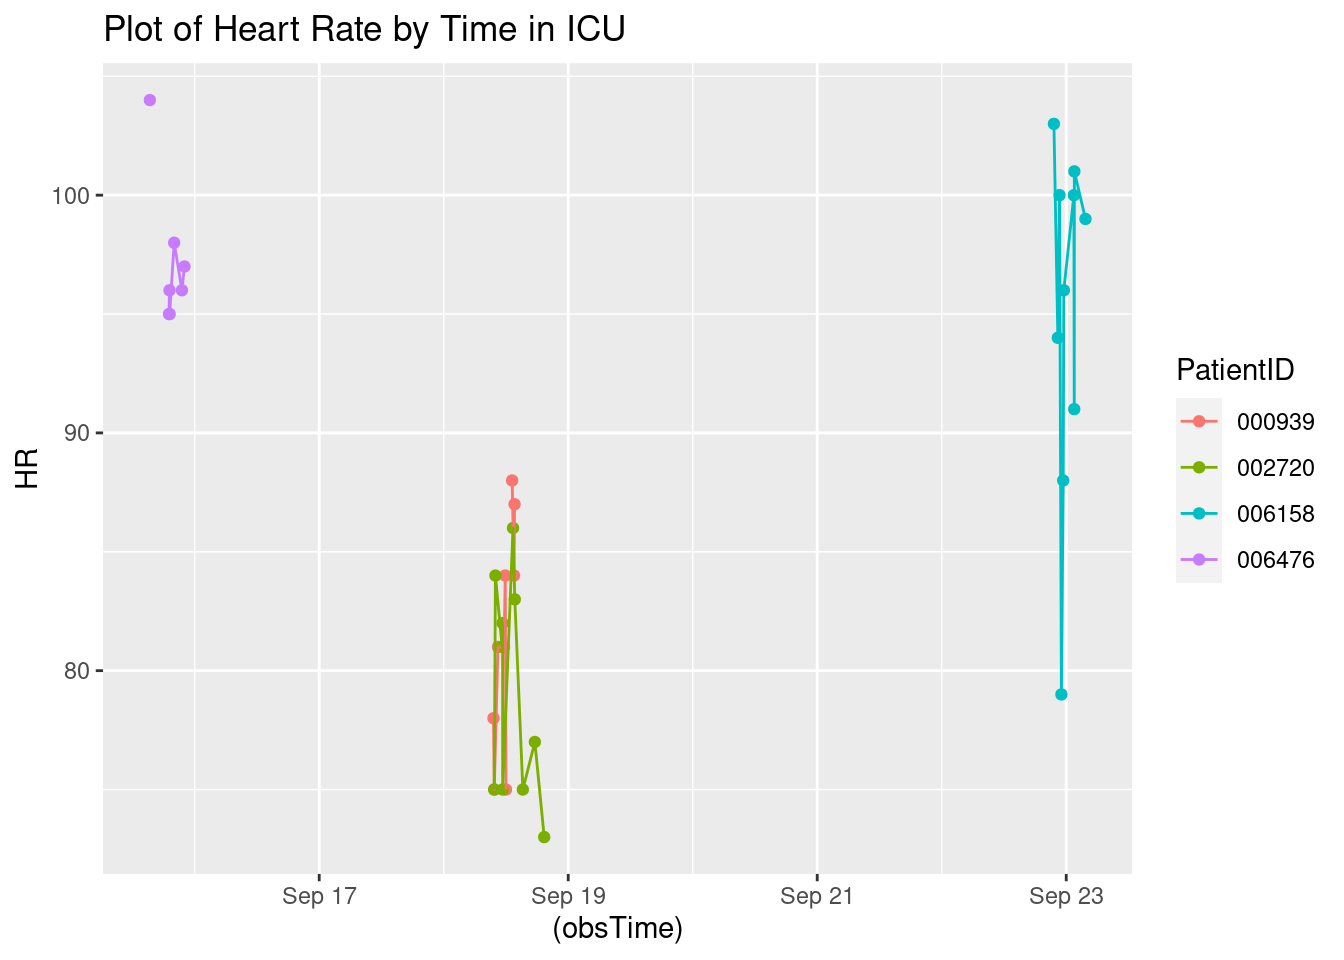 Plot of Heart Rate by Time in ICU
100
90
80
HR
Sep 17
Sep 19
Sep 21
Sep 23
(obsTime)
PatientID
000939
002720
006158
006476